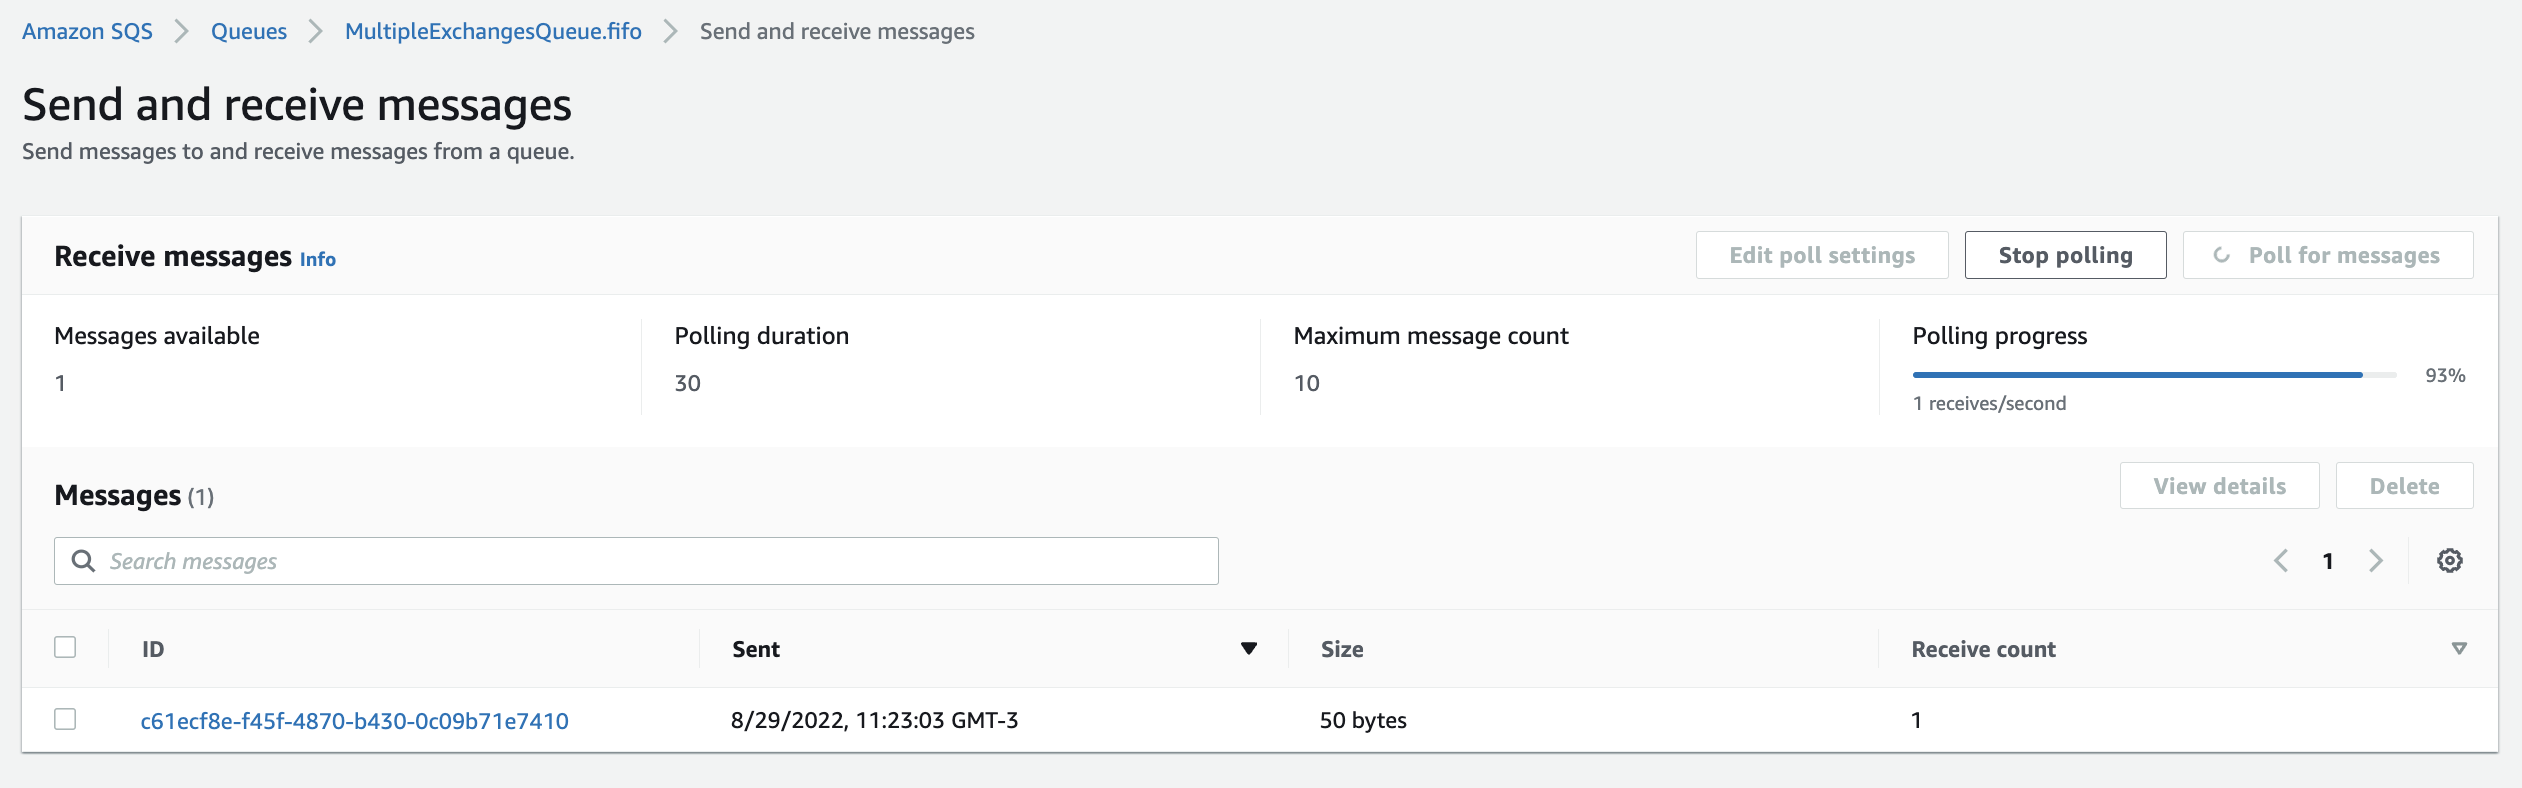 Amazon SQS > Queues > MultipleExchangesQueue.fifo > Send and receive messages
Send and receive messages
Send messages to and receive messages from a queue.
Receive messages Info
Edit poll settings
Stop polling
Poll for messages
Messages available
1
Polling duration
30
Maximum message count
10
Polling progress
93%
1 receives/second
Messages (1)
View details
Delete
Search messages
1
ID Sent Size Receive count
c61ecf8e-f45f-4870-b430-0c09b71e7410 8/29/2022, 11:23:03 GMT-3 50 bytes 1